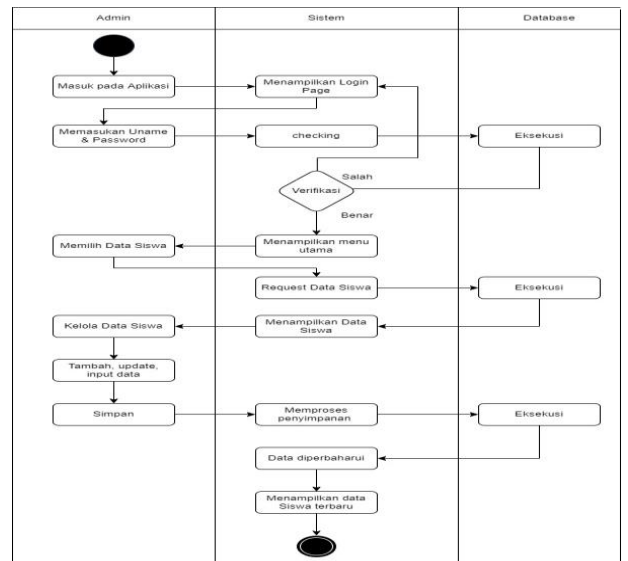 Admin
Sistem
Database
Masuk pada Aplikasi
Menampilkan Login
Page
Memasukan Uname
& Password
checking
Eksekusi
Salah
Verifikasi
Benar
Memilih Data Siswa
Menampilkan menu
utama
Request Data Siswa
Eksekusi
Kelola Data Siswa
Menampilkan Data
Siswa
Tambah, update,
input data
Simpan
Memproses
penyimpanan
Eksekusi
Data diperbaharui
Menampilkan data
Siswa terbaru